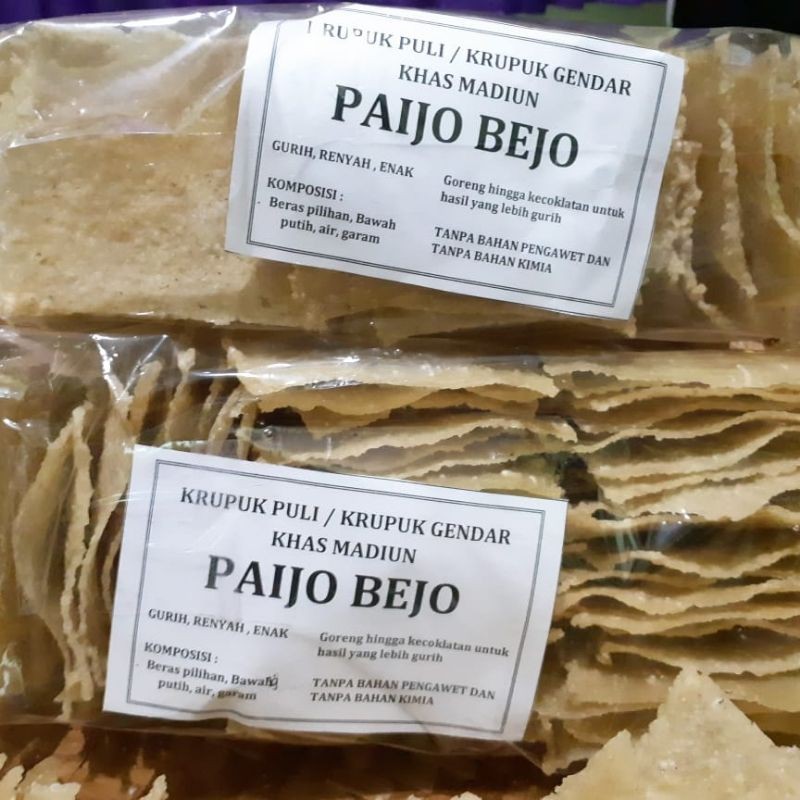 KRUPUK PULI / KRUPUK GENDAR
KHAS MADIUN
PAIJO BEJO
GURIH, RENYAH , ENAK
KOMPOSISI :
Beras pilihan, Bawah
putih, air, garam
Goreng hingga kecoklatan untuk
hasil yang lebih gurih
TANPA BAHAN PENGAWET DAN
TANPA BAHAN KIMIA
KRUPUK PULI / KRUPUK GENDAR
KHAS MADIUN
PAIJO BEJO
GURIH, RENYAH , ENAK
KOMPOSISI :
Beras pilihan, Bawang
putih, air, garam
Goreng hingga kecoklatan untuk
hasil yang lebih gurih
TANPA BAHAN PENGAWET DAN
TANPA BAHAN KIMIA